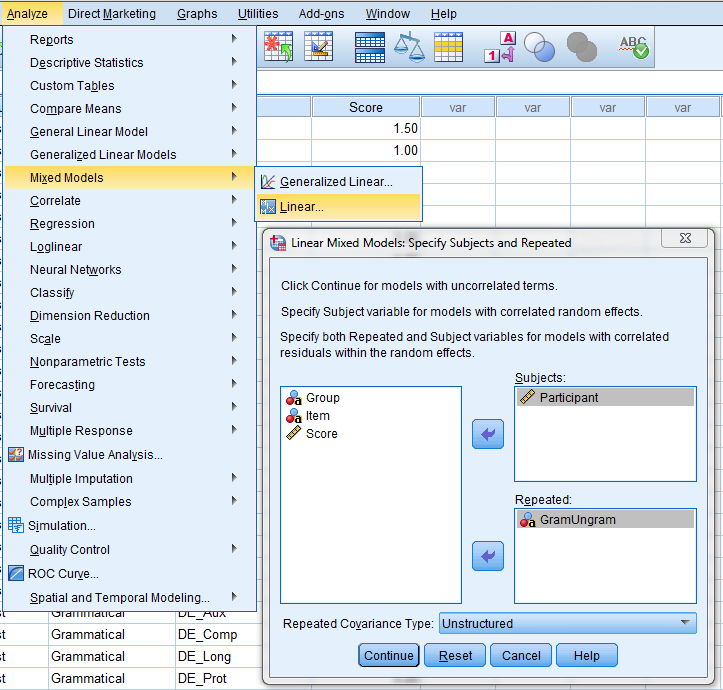 Analyze Direct Marketing Graphs Utilities Add-ons Window Help
Reports
Descriptive Statistics
Custom Tables
Compare Means
General Linear Model
Generalized Linear Models
Mixed Models
Correlate
Regression
Loglinear
Neural Networks
Classify
Dimension Reduction
Scale
Nonparametric Tests
Forecasting
Survival
Multiple Response
Missing Value Analysis...
Multiple Imputation
Complex Samples
Simulation...
Quality Control
ROC Curve...
Spatial and Temporal Modeling...
1 A ABC
Score var var var var
1.50
1.00
Generalized Linear...
Linear...
Linear Mixed Models: Specify Subjects and Repeated
Click Continue for models with uncorrelated terms.
Specify Subject variable for models with correlated random effects.
Specify both Repeated and Subject variables for models with correlated
residuals within the random effects.
Group
Item
Score
Subjects:
Participant
Repeated:
GramUngram
Repeated Covariance Type: Unstructured
Continue Reset Cancel Help
st Grammatical DE_Aux
st Grammatical DE_Comp
st Grammatical DE_Long
st Grammatical DE_Prot